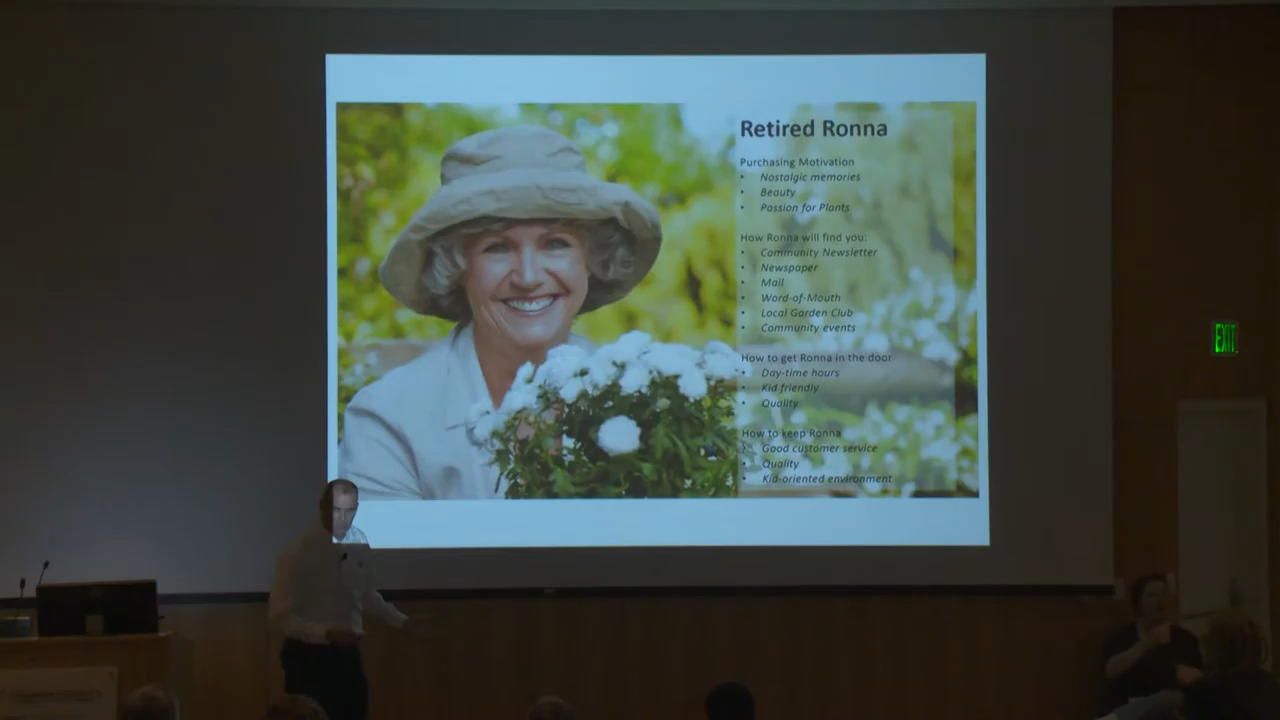 Retired Ronna
Purchasing Motivation
• Nostalgic memories
• Beauty
• Passion for Plants
How Ronna will find you:
• Community Newsletter
• Newspaper
• Mail
• Word-of-Mouth
• Local Garden Club
• Community events
How to get Ronna in the door
• Day-time hours
• Kid friendly
• Quality
How to keep Ronna
• Good customer service
• Quality
• Kid-oriented environment
EXIT